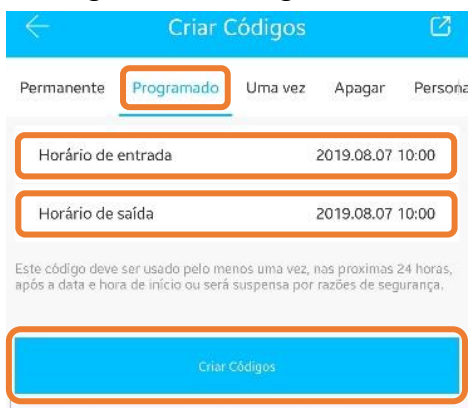 Criar Códigos
Permanente Programado Uma vez Apagar Persona
Horário de entrada 2019.08.07 10:00
Horário de saída 2019.08.07 10:00
Este código deve ser usado pelo menos uma vez, nas proximas 24 horas,
após a data e hora de início ou será suspensa por razões de segurança.
Criar Códigos